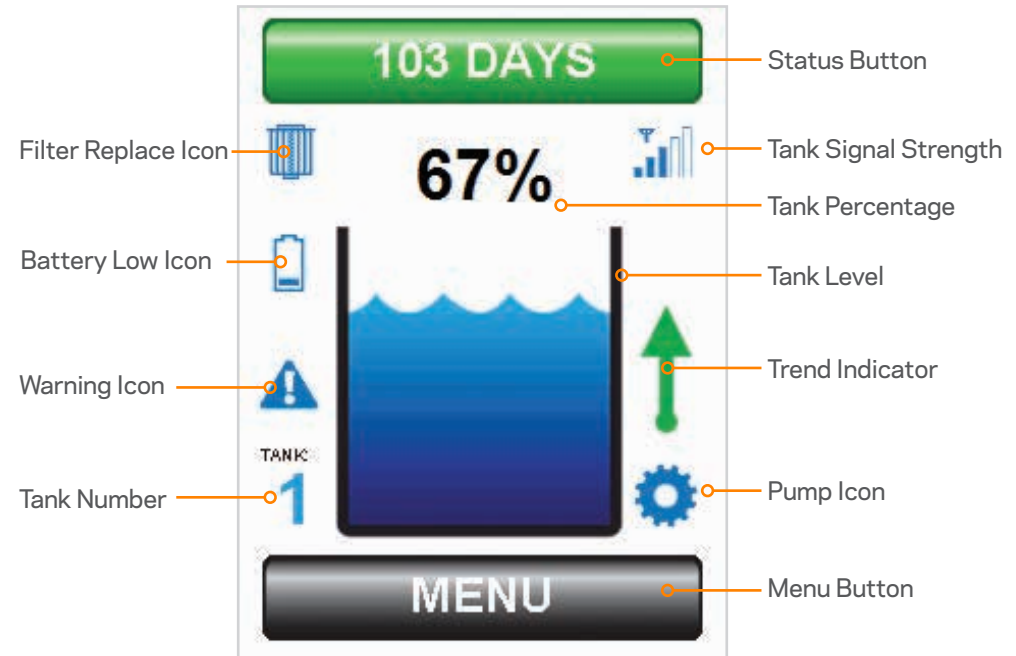 103 DAYS
Status Button
Filter Replace Icon
67%
Tank Signal Strength
Tank Percentage
Battery Low Icon
Tank Level
Warning Icon
Trend Indicator
TANK
1
Tank Number
Pump Icon
MENU
Menu Button